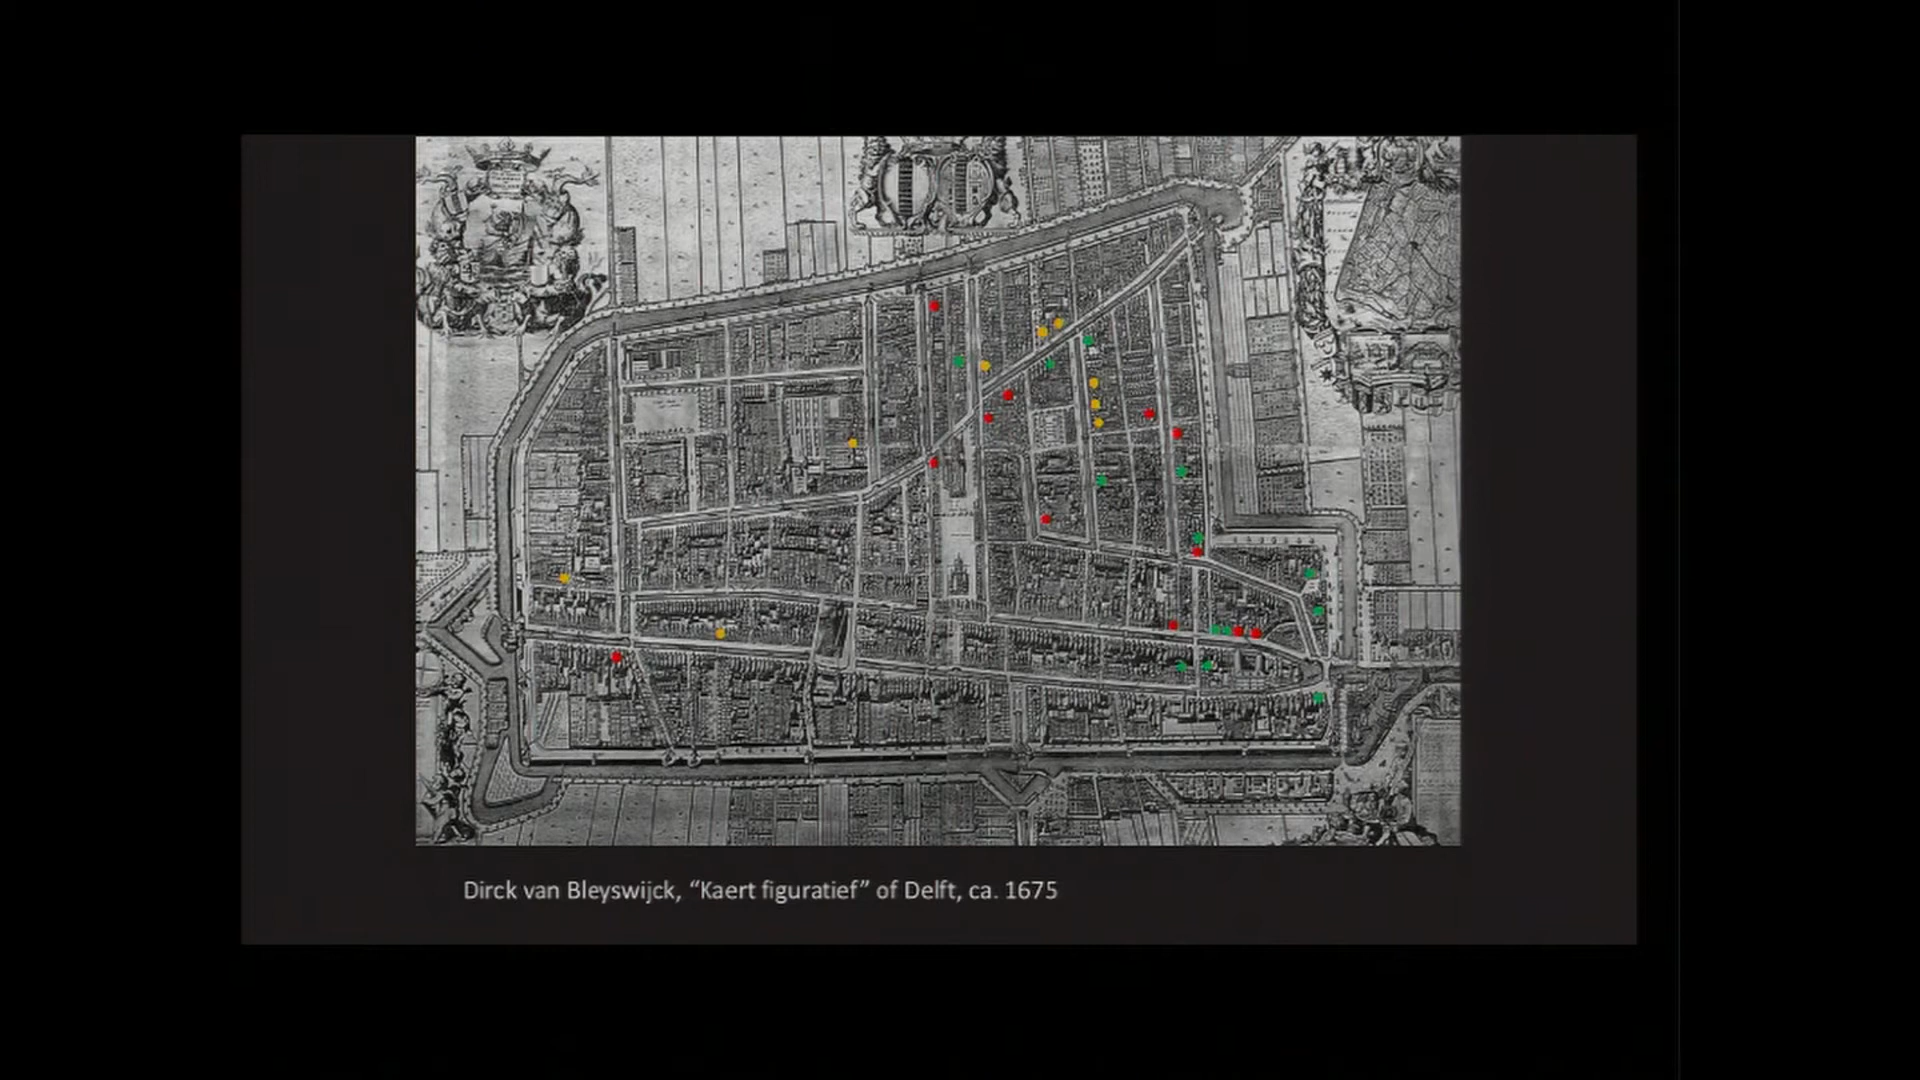 Dirck van Bleyswijck, “Kaert figuratief” of Delft, ca. 1675